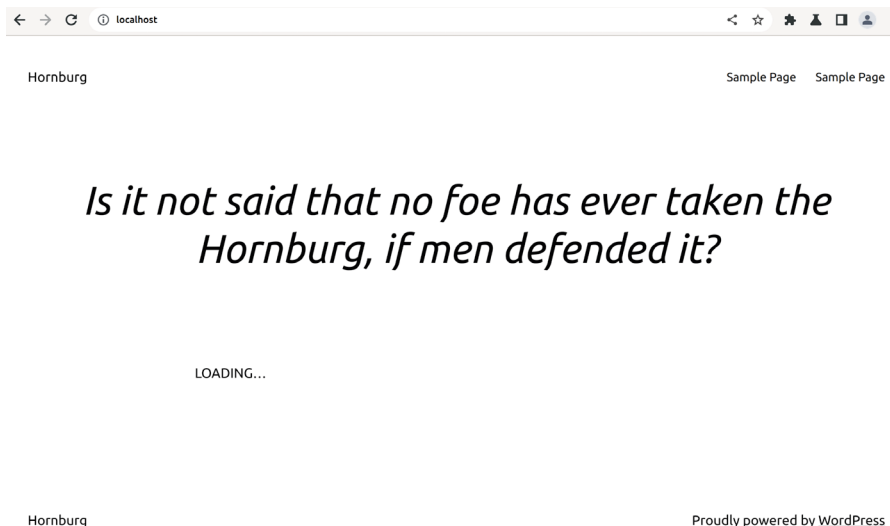 localhost
Hornburg
Sample Page Sample Page
Is it not said that no foe has ever taken the
Hornburg, if men defended it?
LOADING...
Hornburg
Proudly powered by WordPress